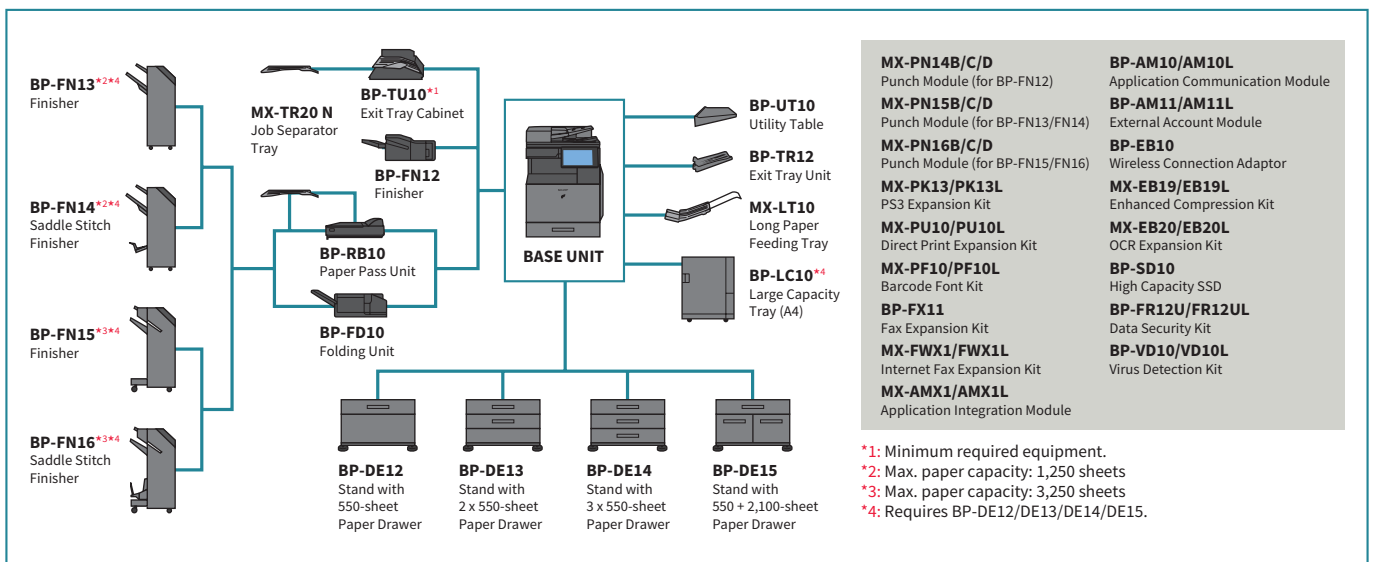 BP-FN13*2*4
Finisher
BP-FN14*2*4
Saddle Stitch
Finisher
BP-FN15*3*4
Finisher
BP-FN16*3*4
Saddle Stitch
Finisher
MX-TR20 N
Job Separator
Tray
BP-TU10*1
Exit Tray Cabinet
BP-FN12
Finisher
BP-RB10
Paper Pass Unit
BP-FD10
Folding Unit
BASE UNIT
BP-UT10
Utility Table
BP-TR12
Exit Tray Unit
MX-LT10
Long Paper
Feeding Tray
BP-LC10*4
Large Capacity
Tray (A4)
BP-DE12
Stand with
550-sheet
Paper Drawer
BP-DE13
Stand with
2 x 550-sheet
Paper Drawer
BP-DE14
Stand with
3 x 550-sheet
Paper Drawer
BP-DE15
Stand with
550 + 2,100-sheet
Paper Drawer
MX-PN14B/C/D
Punch Module (for BP-FN12)
MX-PN15B/C/D
Punch Module (for BP-FN13/FN14)
MX-PN16B/C/D
Punch Module (for BP-FN15/FN16)
MX-PK13/PK13L
PS3 Expansion Kit
MX-PU10/PU10L
Direct Print Expansion Kit
MX-PF10/PF10L
Barcode Font Kit
BP-FX11
Fax Expansion Kit
MX-FWX1/FWX1L
Internet Fax Expansion Kit
MX-AMX1/AMX1L
Application Integration Module
BP-AM10/AM10L
Application Communication Module
BP-AM11/AM11L
External Account Module
BP-EB10
Wireless Connection Adaptor
MX-EB19/EB19L
Enhanced Compression Kit
MX-EB20/EB20L
OCR Expansion Kit
BP-SD10
High Capacity SSD
BP-FR12U/FR12UL
Data Security Kit
BP-VD10/VD10L
Virus Detection Kit
*1: Minimum required equipment.
*2: Max. paper capacity: 1,250 sheets
*3: Max. paper capacity: 3,250 sheets
*4: Requires BP-DE12/DE13/DE14/DE15.